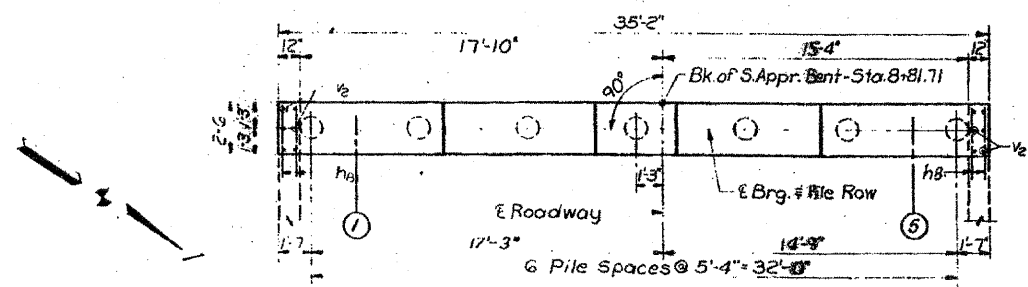 35'-2"
12" 17'-10" 15'-4" 12"
Bk. of S. Appr. Bent - Sta. 8+81.71
90°
v2
2'-6
1'-3 1'-3"
v2
h8 1'-3" h8
℄ Brg. & Pile Row
℄ Roadway
1 5
1'-7 17'-3" 14'-9" 1'-7"
6 Pile Spaces @ 5'-4" = 32'-0"